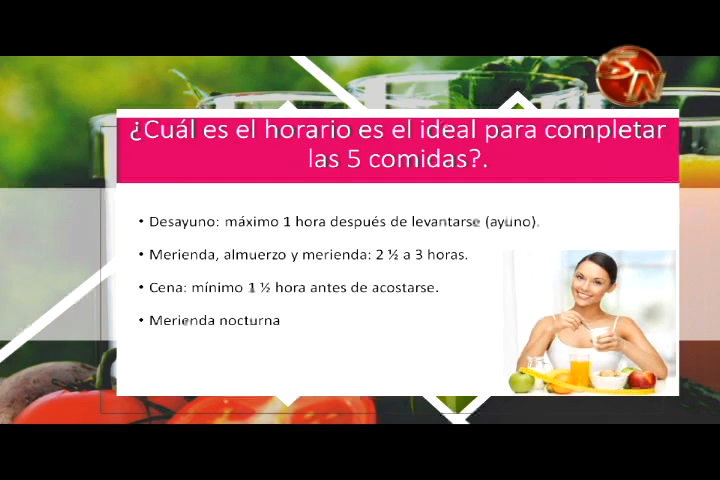 SN
¿Cuál es el horario es el ideal para completar
las 5 comidas?.
• Desayuno: máximo 1 hora después de levantarse (ayuno).
• Merienda, almuerzo y merienda: 2 ½ a 3 horas.
• Cena: mínimo 1 ½ hora antes de acostarse.
• Merienda nocturna